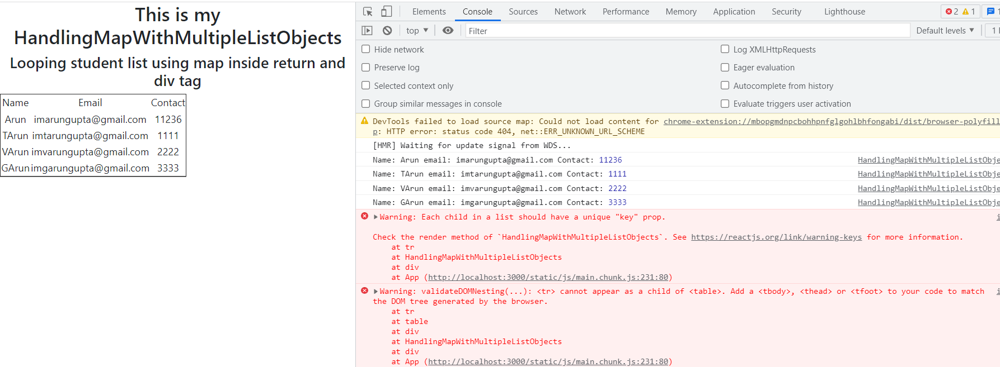 This is my
HandlingMapWithMultipleListObjects
Looping student list using map inside return and
div tag
Name Email Contact
Arun imarungupta@gmail.com 11236
TArun imtarungupta@gmail.com 1111
VArun imvarungupta@gmail.com 2222
GArun imgarungupta@gmail.com 3333
Elements Console Sources Network Performance Memory Application Security Lighthouse 2 1 1
top ▼ Filter Default levels ▼ 1
Hide network Log XMLHttpRequests
Preserve log Eager evaluation
Selected context only Autocomplete from history
Group similar messages in console Evaluate triggers user activation
DevTools failed to load source map: Could not load content for chrome-extension://mbopgmdnpcbohhpnfglgohlbhfongabi/dist/browser-polyfill
p: HTTP error: status code 404, net::ERR_UNKNOWN_URL_SCHEME
[HMR] Waiting for update signal from WDS...
Name: Arun email: imarungupta@gmail.com Contact: 11236 HandlingMapWithMultipleListObje
Name: TArun email: imtarungupta@gmail.com Contact: 1111 HandlingMapWithMultipleListObje
Name: VArun email: imvarungupta@gmail.com Contact: 2222 HandlingMapWithMultipleListObje
Name: GArun email: imgarungupta@gmail.com Contact: 3333 HandlingMapWithMultipleListObje
Warning: Each child in a list should have a unique "key" prop. i
Check the render method of `HandlingMapWithMultipleListObjects`. See https://reactjs.org/link/warning-keys for more information.
at tr
at HandlingMapWithMultipleListObjects
at div
at App (http://localhost:3000/static/js/main.chunk.js:231:80)
Warning: validateDOMNesting(...): <tr> cannot appear as a child of <table>. Add a <tbody>, <thead> or <tfoot> to your code to match i
the DOM tree generated by the browser.
at tr
at table
at div
at HandlingMapWithMultipleListObjects
at div
at App (http://localhost:3000/static/js/main.chunk.js:231:80)